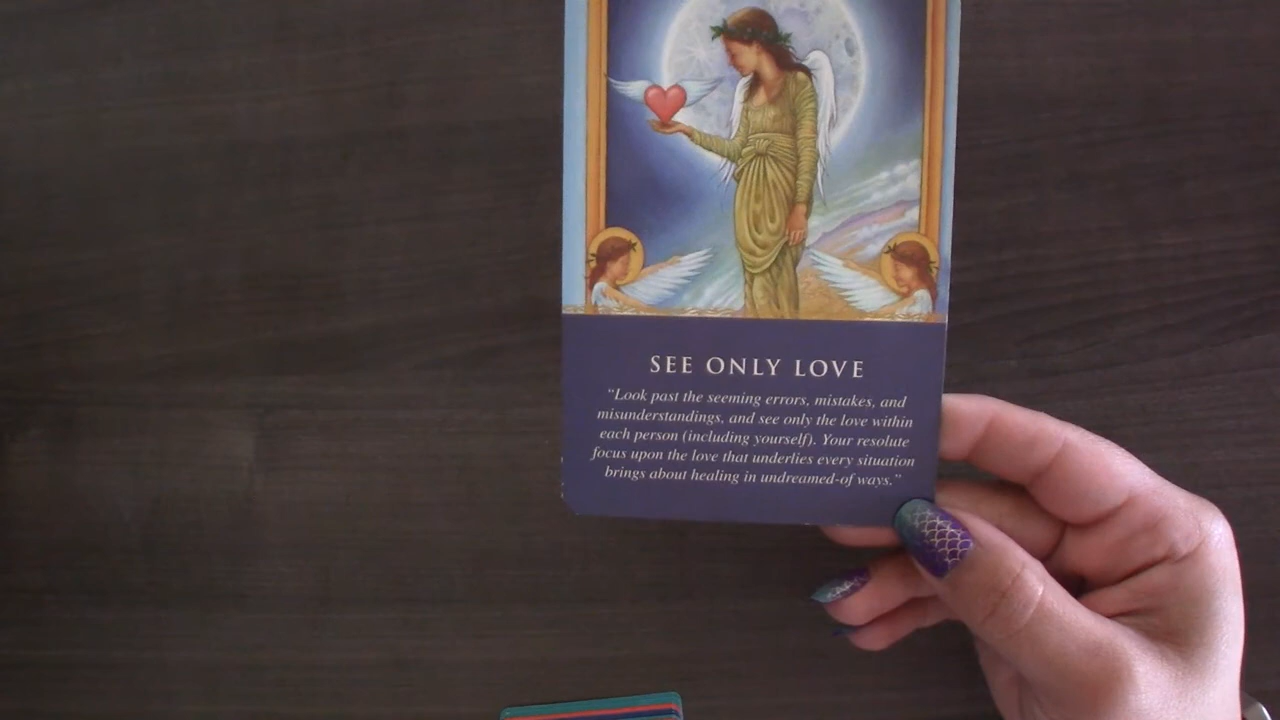 SEE ONLY LOVE
“Look past the seeming errors, mistakes, and
misunderstandings, and see only the love within
each person (including yourself). Your resolute
focus upon the love that underlies every situation
brings about healing in undreamed-of ways.”